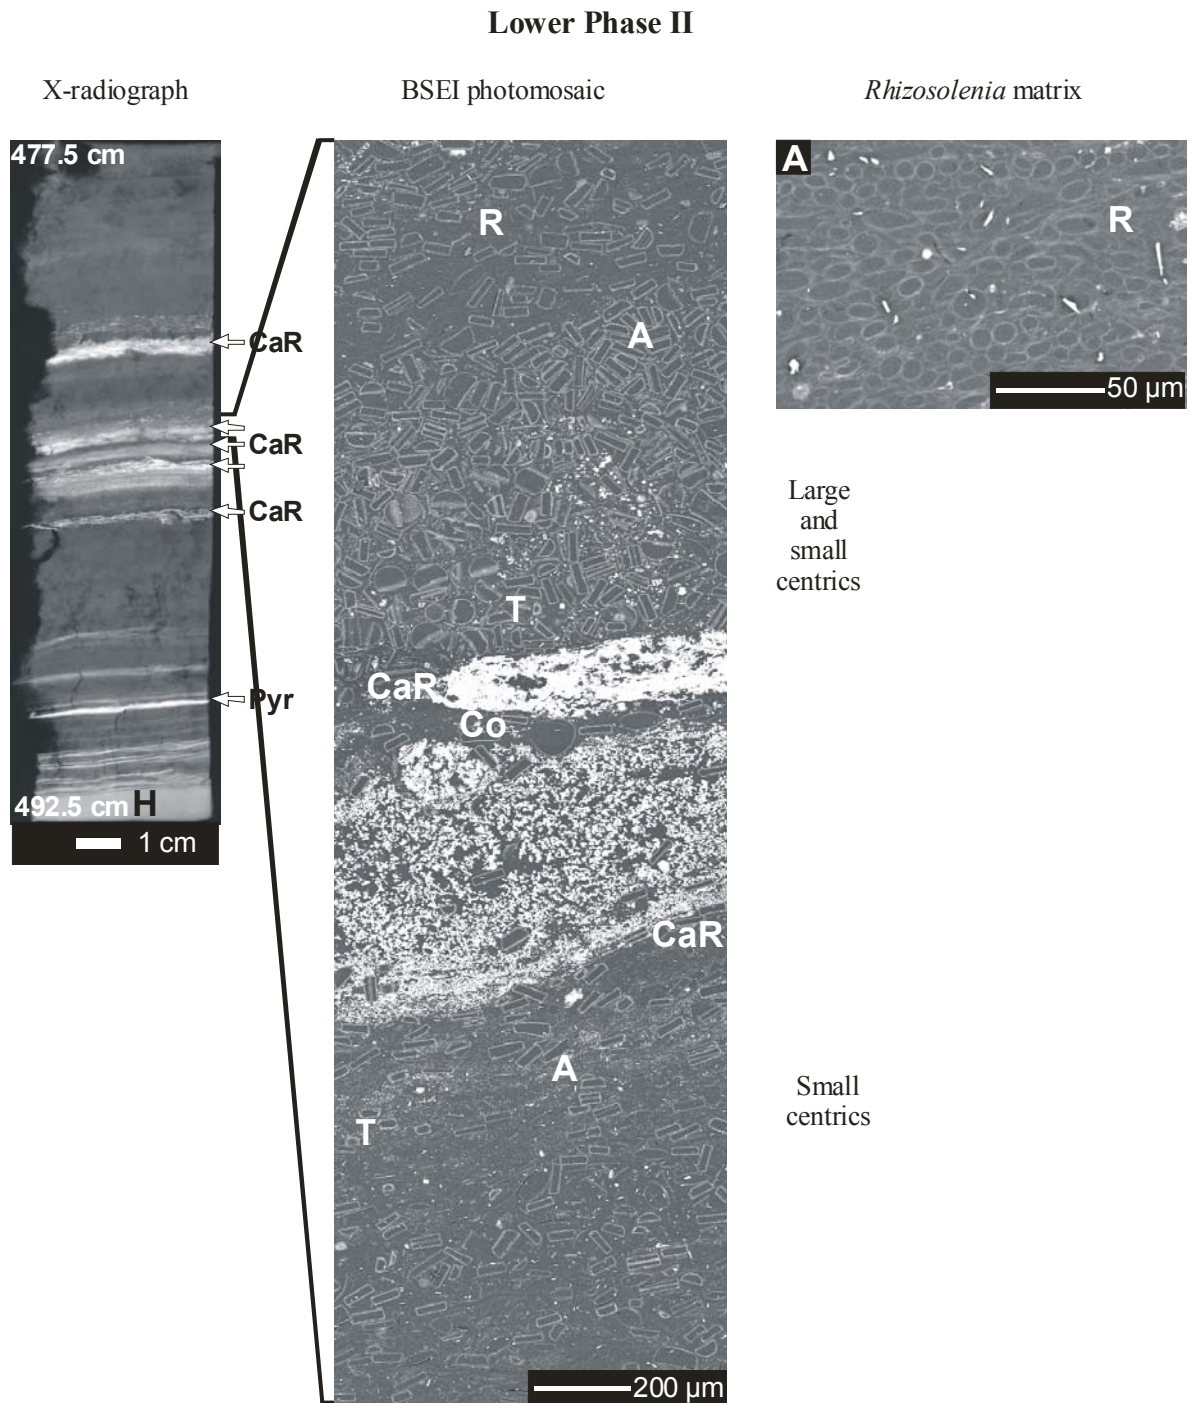 Lower Phase II
X-radiograph
BSEI photomosaic
Rhizosolenia matrix
477.5 cm
CaR
CaR
CaR
Pyr
492.5 cm H
1 cm
R
A
T
CaR
Co
CaR
A
T
200 µm
A
R
50 µm
Large
and
small
centrics
Small
centrics